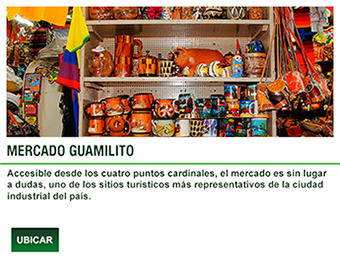 MERCADO GUAMILITO
Accesible desde los cuatro puntos cardinales, el mercado es sin lugar
a dudas, uno de los sitios turísticos más representativos de la ciudad
industrial del país.
UBICAR